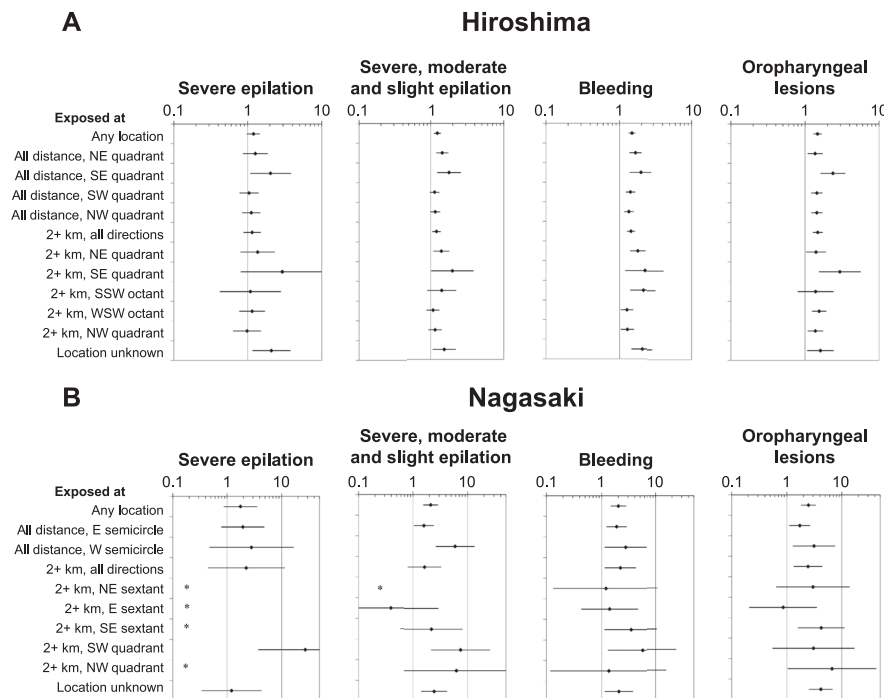 A
Hiroshima
Severe epilation
Severe, moderate
and slight epilation
Bleeding
Oropharyngeal
lesions
0.1 1 10 0.1 1 10 0.1 1 10 0.1 1 10
Exposed at
Any location
All distance, NE quadrant
All distance, SE quadrant
All distance, SW quadrant
All distance, NW quadrant
2+ km, all directions
2+ km, NE quadrant
2+ km, SE quadrant
2+ km, SSW octant
2+ km, WSW octant
2+ km, NW quadrant
Location unknown
B
Nagasaki
Severe epilation
Severe, moderate
and slight epilation
Bleeding
Oropharyngeal
lesions
0.1 1 10 0.1 1 10 0.1 1 10 0.1 1 10
Exposed at
Any location
All distance, E semicircle
All distance, W semicircle
2+ km, all directions
2+ km, NE sextant * *
2+ km, E sextant *
2+ km, SE sextant *
2+ km, SW quadrant
2+ km, NW quadrant *
Location unknown